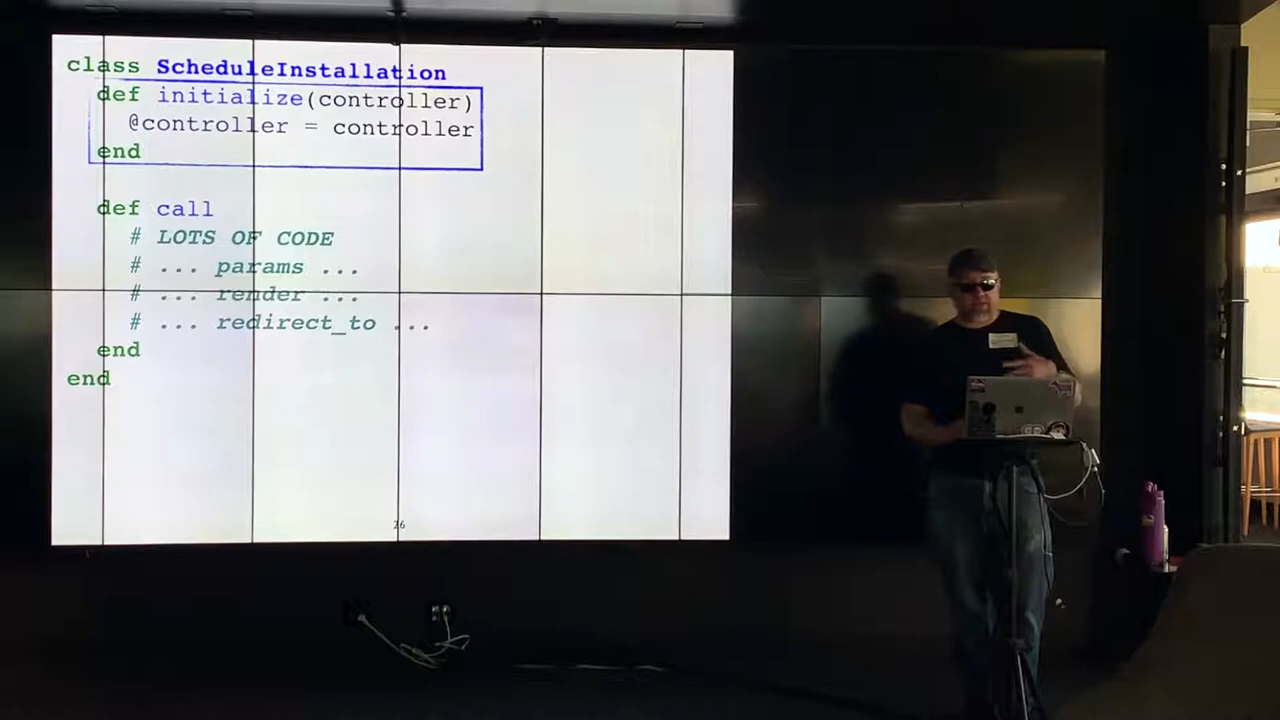 class ScheduleInstallation
  def initialize(controller)
    @controller = controller
  end

  def call
    # LOTS OF CODE
    # ... params ...
    # ... render ...
    # ... redirect_to ...
  end
end
26